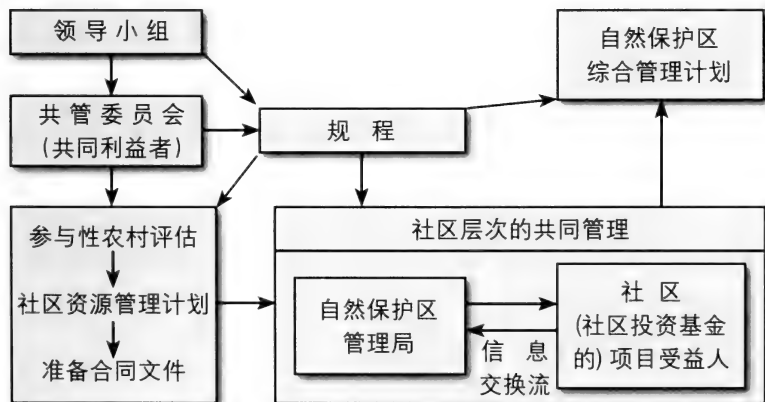 领导小组
自然保护区
综合管理计划
共管委员会
(共同利益者)
规 程
参与性农村评估
社区资源管理计划
准备合同文件
社区层次的共同管理
自然保护区
管理局
信 息
交换流
社 区
(社区投资基金
的)项目受益人